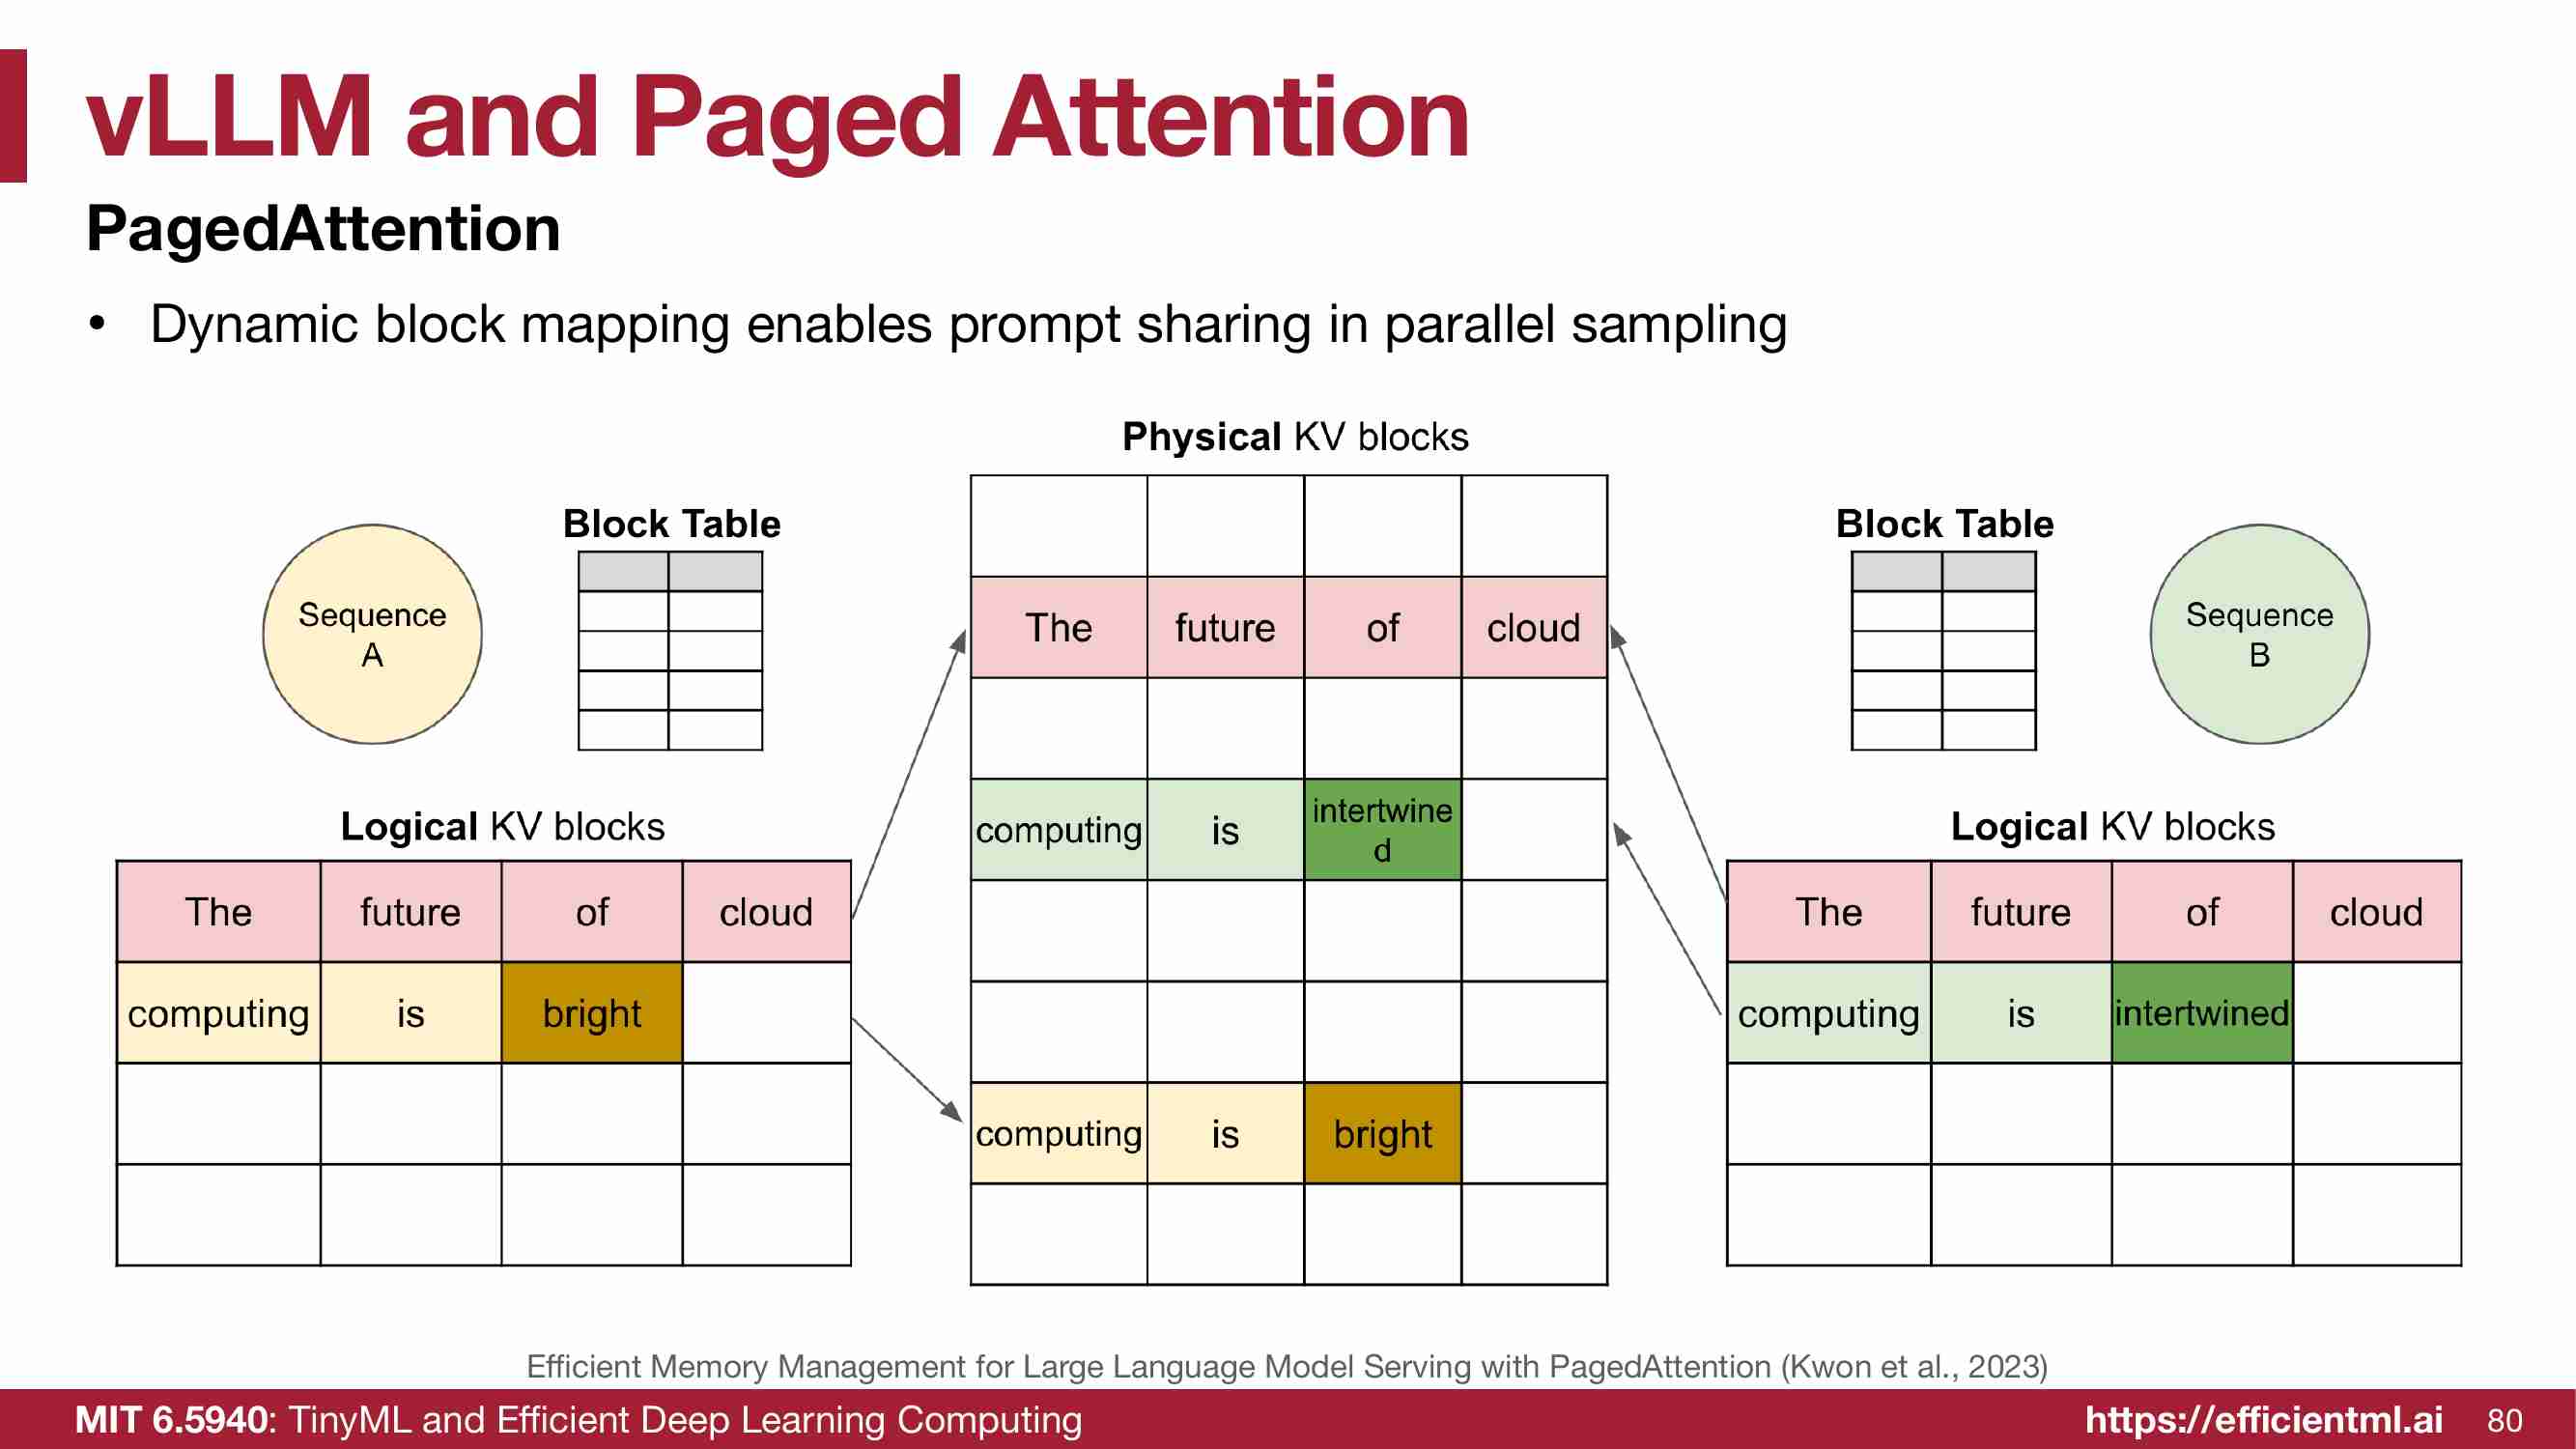 vLLM and Paged Attention
PagedAttention
• Dynamic block mapping enables prompt sharing in parallel sampling
Physical KV blocks
The future of cloud
computing is intertwine
d
computing is bright
Sequence
A
Block Table
Logical KV blocks
The future of cloud
computing is bright
Block Table
Sequence
B
Logical KV blocks
The future of cloud
computing is intertwined
Efficient Memory Management for Large Language Model Serving with PagedAttention (Kwon et al., 2023)
MIT 6.5940: TinyML and Efficient Deep Learning Computing
https://efficientml.ai 80